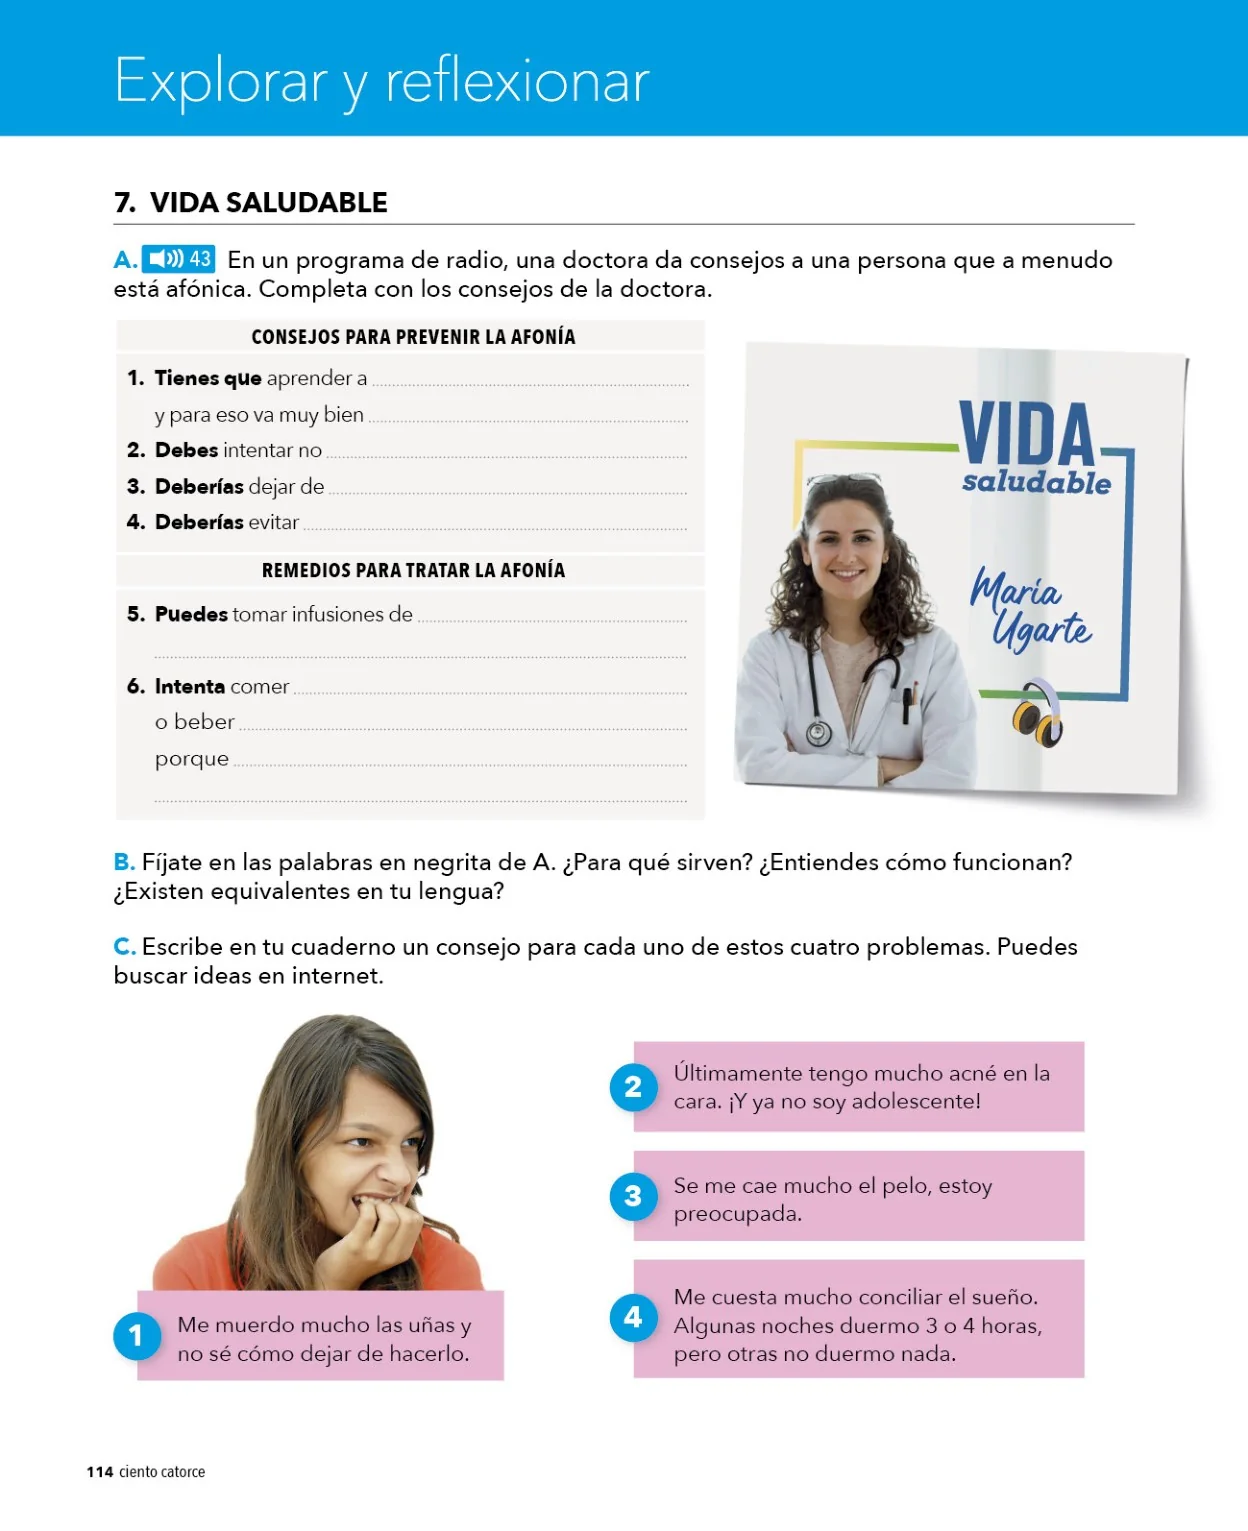 Explorar y reflexionar
7. VIDA SALUDABLE
A. 43 En un programa de radio, una doctora da consejos a una persona que a menudo
está afónica. Completa con los consejos de la doctora.
CONSEJOS PARA PREVENIR LA AFONÍA
1. Tienes que aprender a
y para eso va muy bien
2. Debes intentar no
3. Deberías dejar de
4. Deberías evitar
REMEDIOS PARA TRATAR LA AFONÍA
5. Puedes tomar infusiones de
6. Intenta comer
o beber
porque
VIDA
saludable
María
Ugarte
B. Fíjate en las palabras en negrita de A. ¿Para qué sirven? ¿Entiendes cómo funcionan?
¿Existen equivalentes en tu lengua?
C. Escribe en tu cuaderno un consejo para cada uno de estos cuatro problemas. Puedes
buscar ideas en internet.
1
Me muerdo mucho las uñas y
no sé cómo dejar de hacerlo.
2
Últimamente tengo mucho acné en la
cara. ¡Y ya no soy adolescente!
3
Se me cae mucho el pelo, estoy
preocupada.
4
Me cuesta mucho conciliar el sueño.
Algunas noches duermo 3 o 4 horas,
pero otras no duermo nada.
114 ciento catorce